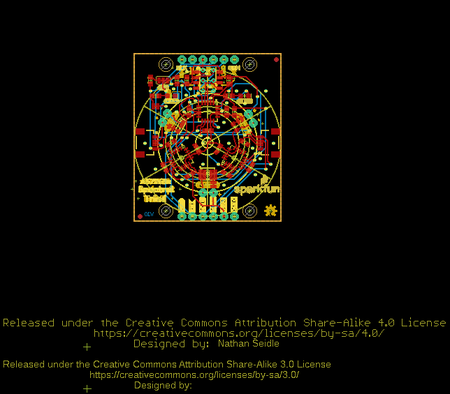 sparkfun
GLV
Released under the Creative Commons Attribution Share-Alike 4.0 License
https://creativecommons.org/licenses/by-sa/4.0/
Designed by: Nathan Seidle
Released under the Creative Commons Attribution Share-Alike 3.0 License
https://creativecommons.org/licenses/by-sa/3.0/
Designed by: